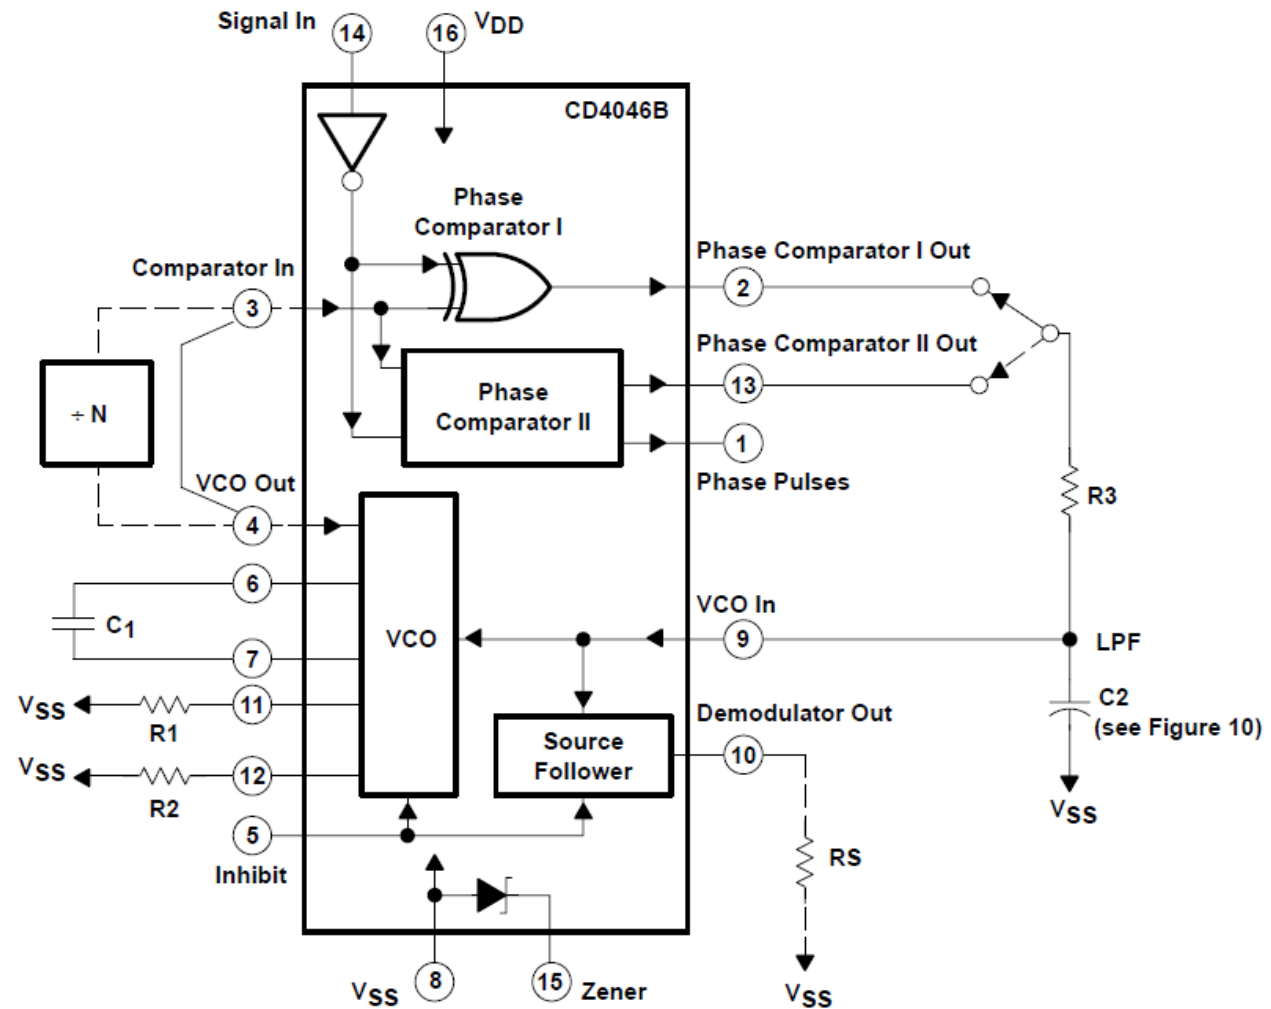 Signal In
14
16
VDD
CD4046B
Phase
Comparator I
Comparator In
3
Phase Comparator I Out
2
Phase Comparator II Out
13
Phase
Comparator II
1
Phase Pulses
÷ N
VCO Out
4
R3
6
C1
7
VCO
VCO In
9
LPF
VSS
11
R1
C2
(see Figure 10)
Demodulator Out
10
Source
Follower
VSS
12
R2
VSS
5
Inhibit
RS
VSS
8
15
Zener
VSS